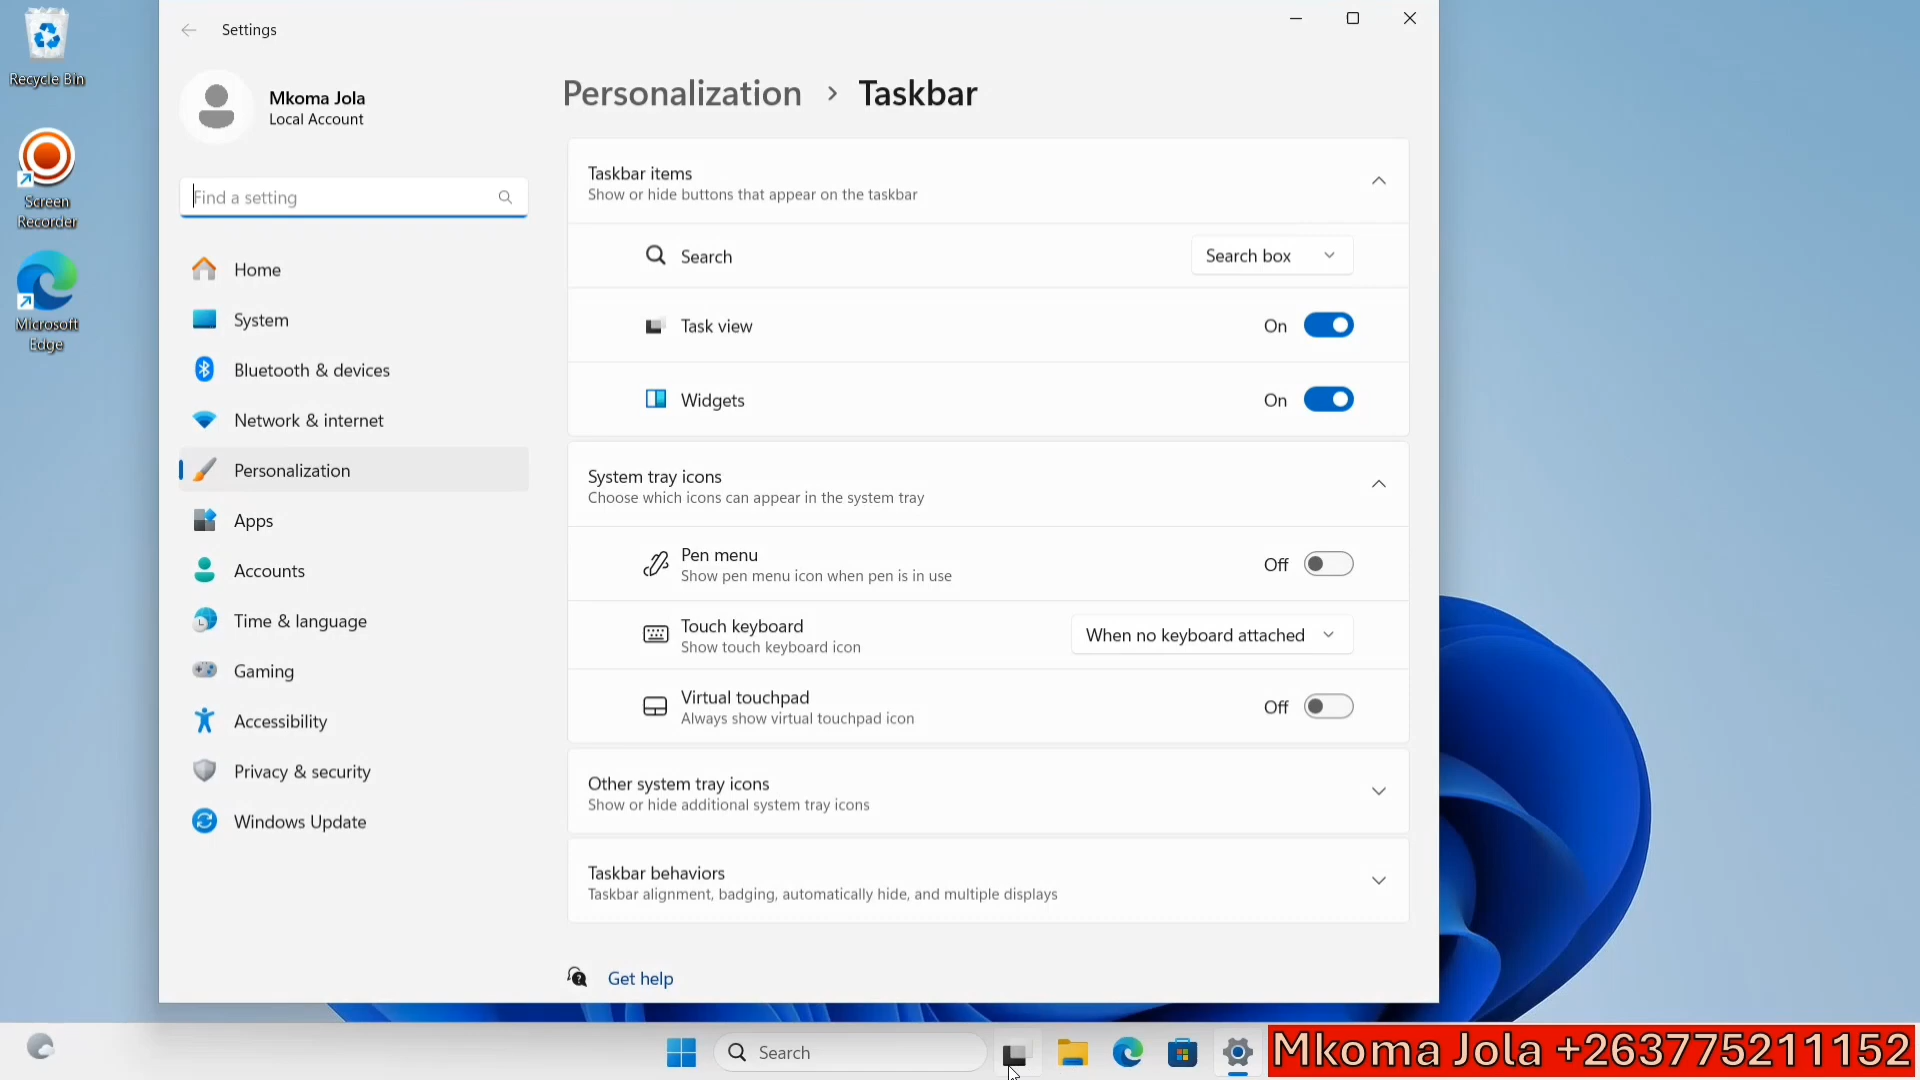 Recycle Bin
Screen
Recorder
Microsoft
Edge
Settings
Mkoma Jola
Local Account
Find a setting
Home
System
Bluetooth & devices
Network & internet
Personalization
Apps
Accounts
Time & language
Gaming
Accessibility
Privacy & security
Windows Update
Personalization > Taskbar
Taskbar items
Show or hide buttons that appear on the taskbar
Search
Search box
Task view
On
Widgets
On
System tray icons
Choose which icons can appear in the system tray
Pen menu
Show pen menu icon when pen is in use
Off
Touch keyboard
Show touch keyboard icon
When no keyboard attached
Virtual touchpad
Always show virtual touchpad icon
Off
Other system tray icons
Show or hide additional system tray icons
Taskbar behaviors
Taskbar alignment, badging, automatically hide, and multiple displays
Get help
Search
Mkoma Jola +263775211152